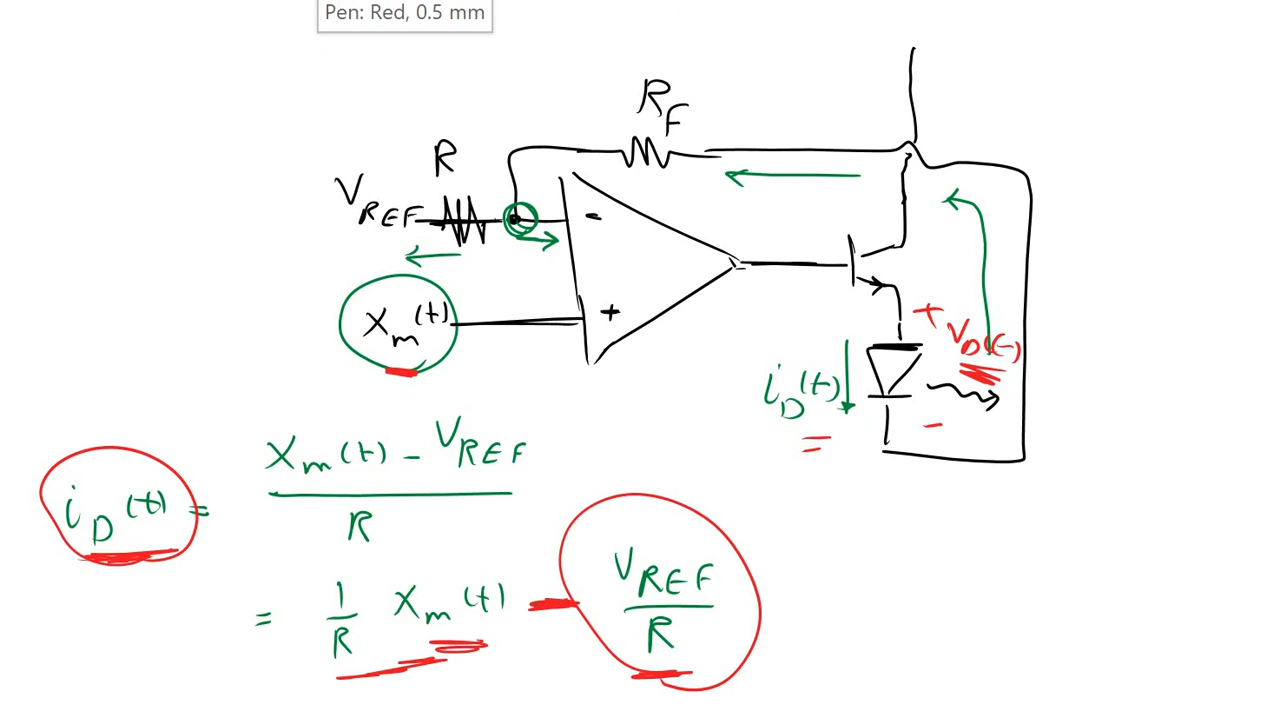 Pen: Red, 0.5 mm
R_F
R
V_REF
-
x_m(t)
+
+ V_D(t)
i_D(t)
-
i_D(t) = (x_m(t) - V_REF) / R
= 1/R x_m(t) - V_REF/R